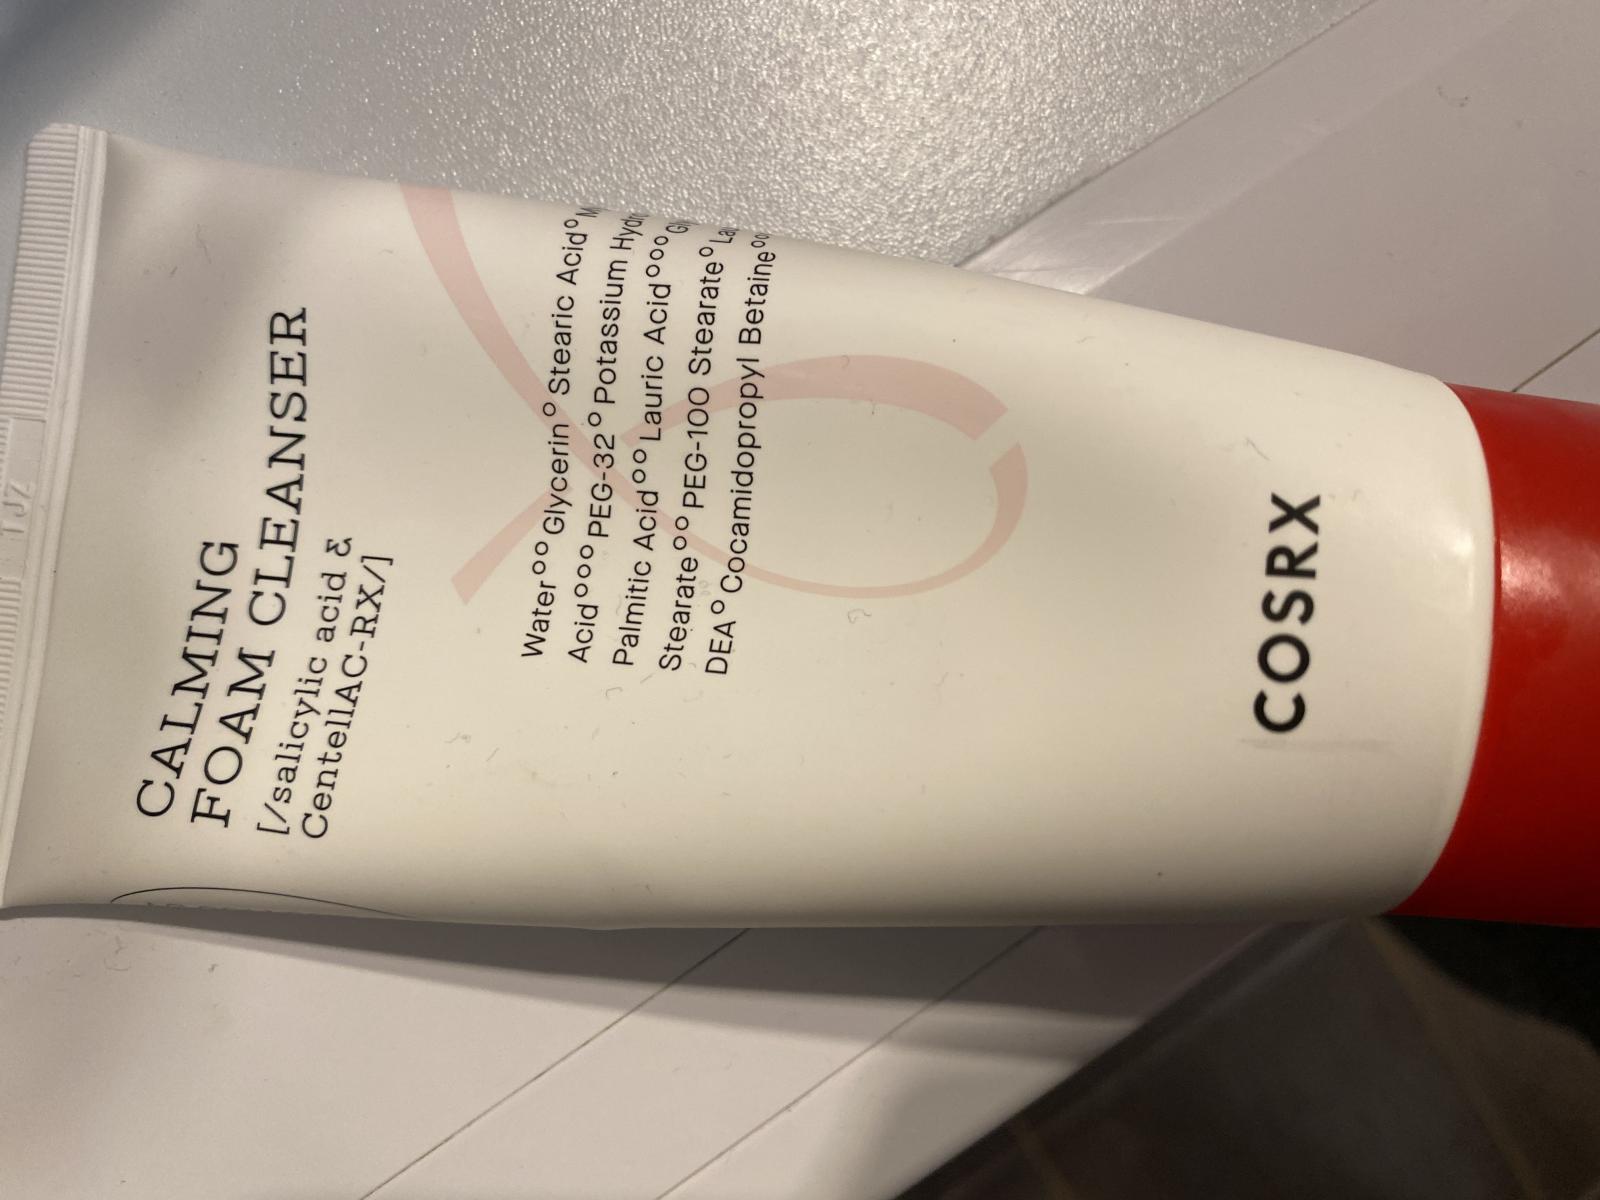 CALMING
FOAM CLEANSER
[/salicylic acid &
CentellAC-RX/]
Water°° Glycerin° Stearic Acid°
Acid°°° PEG-32° Potassium
Palmitic Acid°° Lauric Acid°°°
Stearate°° PEG-100 Stearate°
DEA° Cocamidopropyl Betaine°°
COSRX